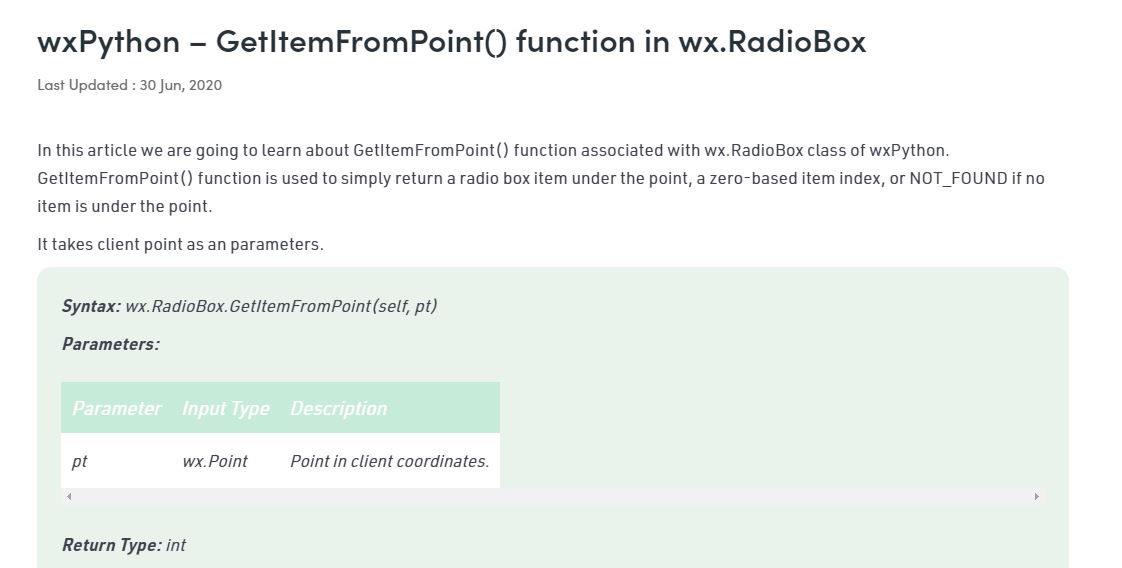 wxPython – GetItemFromPoint() function in wx.RadioBox
Last Updated : 30 Jun, 2020
In this article we are going to learn about GetItemFromPoint() function associated with wx.RadioBox class of wxPython.
GetItemFromPoint() function is used to simply return a radio box item under the point, a zero-based item index, or NOT_FOUND if no
item is under the point.
It takes client point as an parameters.
Syntax: wx.RadioBox.GetItemFromPoint(self, pt)
Parameters:
Parameter Input Type Description
pt wx.Point Point in client coordinates.
Return Type: int